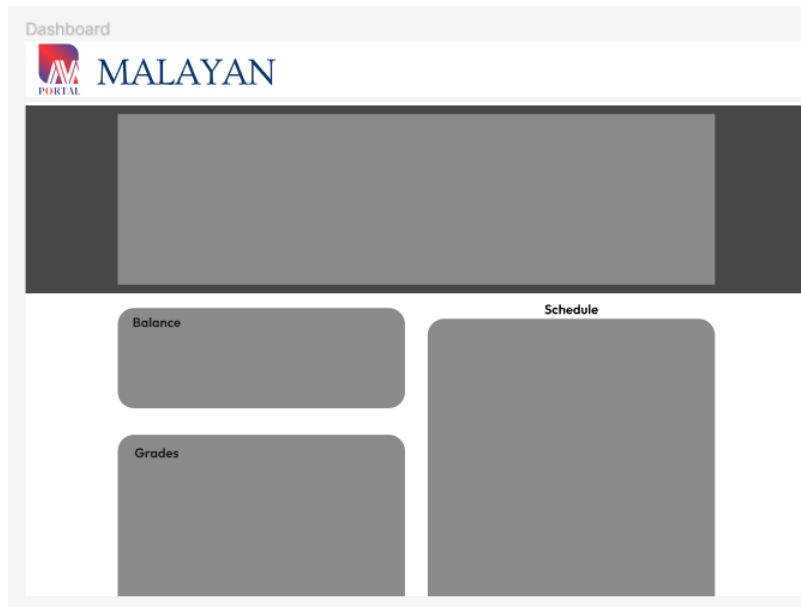 Dashboard
MALAYAN
PORTAL
Schedule
Balance
Grades